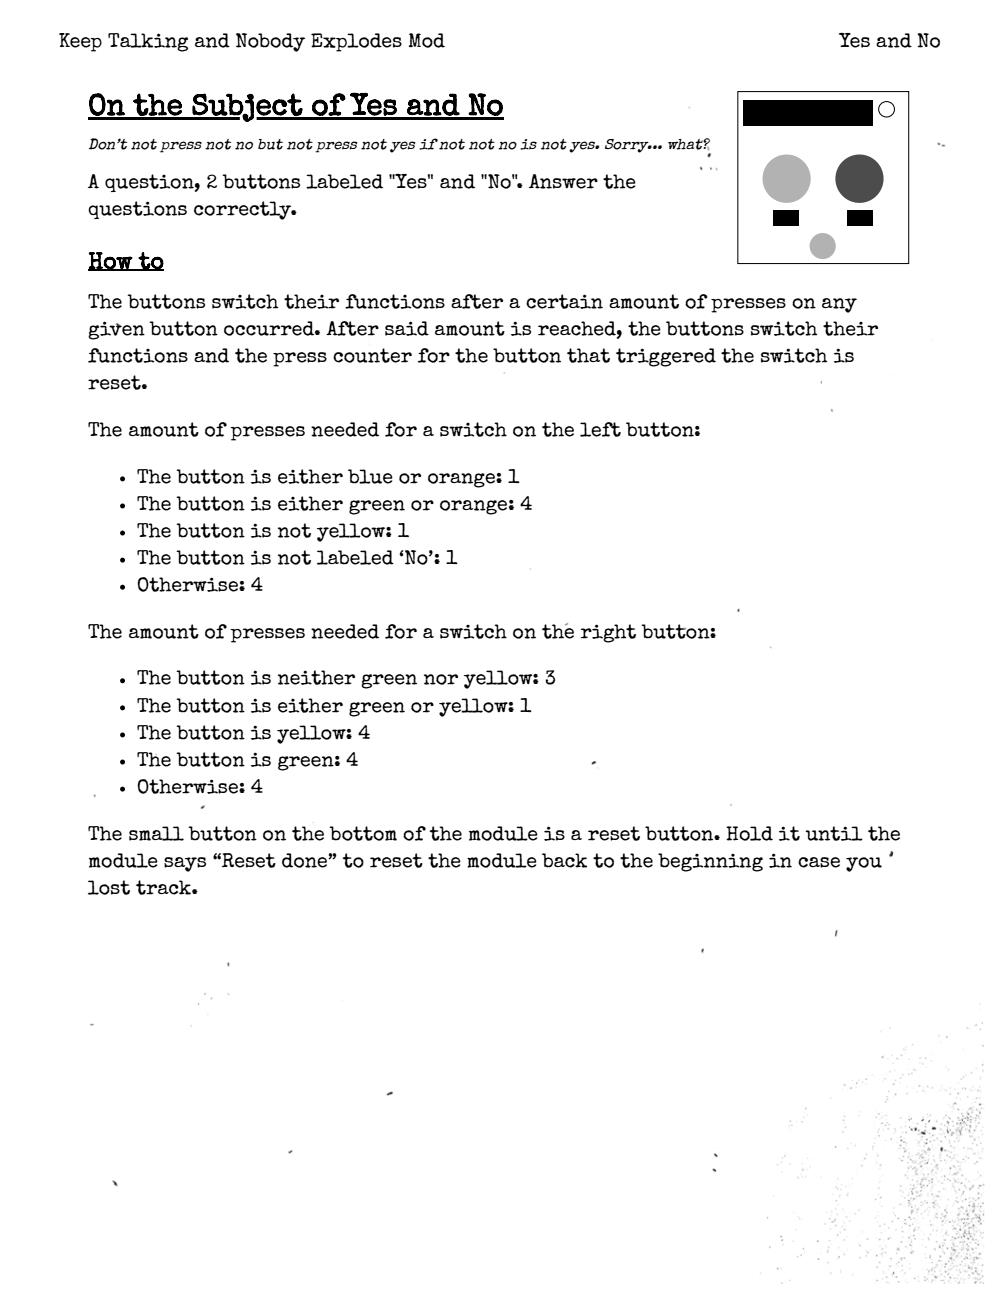 Keep Talking and Nobody Explodes Mod
Yes and No
On the Subject of Yes and No
Don't not press not no but not press not yes if not not no is not yes. Sorry... what?
A question, 2 buttons labeled "Yes" and "No". Answer the
questions correctly.
How to
The buttons switch their functions after a certain amount of presses on any
given button occurred. After said amount is reached, the buttons switch their
functions and the press counter for the button that triggered the switch is
reset.
The amount of presses needed for a switch on the left button:
• The button is either blue or orange: 1
• The button is either green or orange: 4
• The button is not yellow: 1
• The button is not labeled ‘No’: 1
• Otherwise: 4
The amount of presses needed for a switch on the right button:
• The button is neither green nor yellow: 3
• The button is either green or yellow: 1
• The button is yellow: 4
• The button is green: 4
• Otherwise: 4
The small button on the bottom of the module is a reset button. Hold it until the
module says “Reset done” to reset the module back to the beginning in case you
lost track.